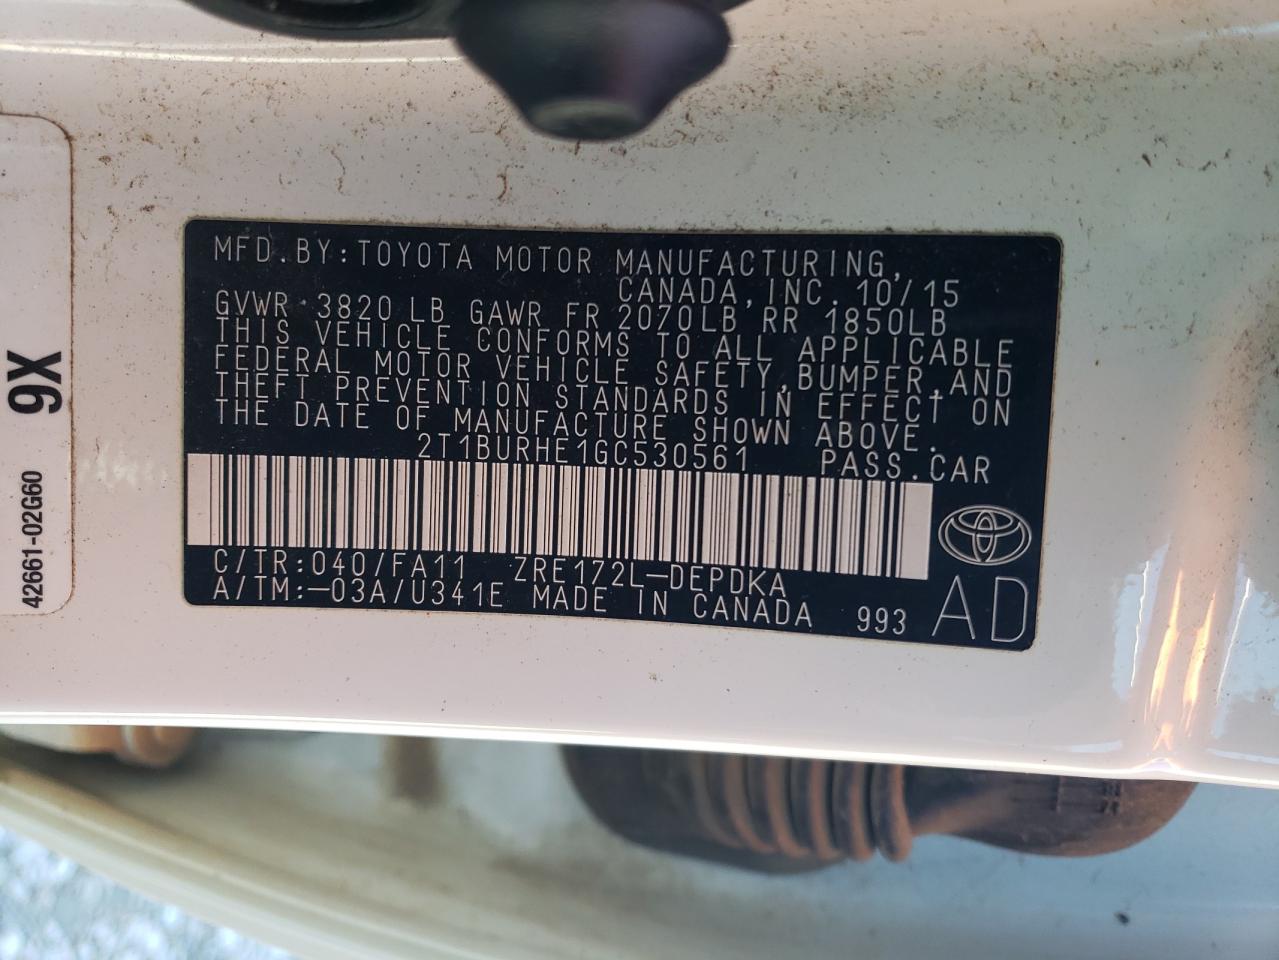 MFD.BY:TOYOTA MOTOR MANUFACTURING,
CANADA,INC. 10/15
GVWR 3820 LB GAWR FR 2070LB RR 1850LB
THIS VEHICLE CONFORMS TO ALL APPLICABLE
FEDERAL MOTOR VEHICLE SAFETY,BUMPER,AND
THEFT PREVENTION STANDARDS IN EFFECT ON
THE DATE OF MANUFACTURE SHOWN ABOVE.
2T1BURHE1GC530561 PASS.CAR
C/TR:040/FA11 ZRE172L-DEPDKA
A/TM:-03A/U341E MADE IN CANADA 993 AD
9X
42661-02G60